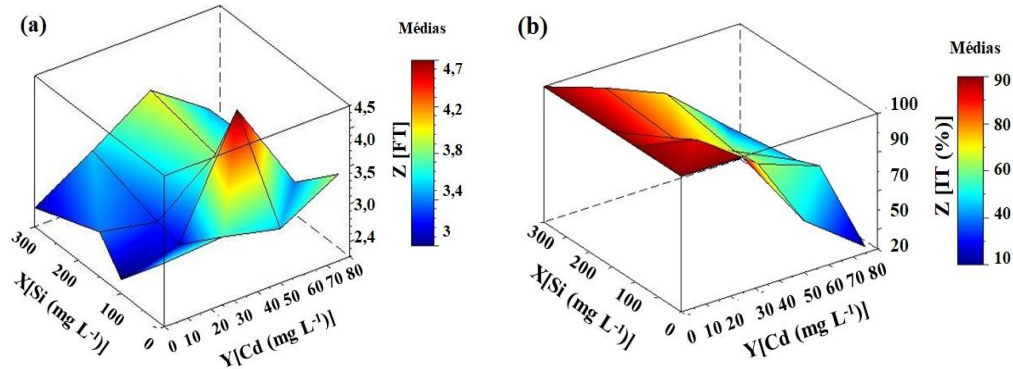 (a)
Médias
4,7
4,2
3,8
3,4
3
4,5
4,0
3,5
3,0
2,4
Z [FT]
300
200
100
0
X[Si (mg L-1)]
0 10 20 30 40 50 60 70 80
Y[Cd (mg L-1)]
(b)
Médias
90
80
60
40
20
10
100
90
70
50
20
Z [IT (%)]
300
200
100
0
X[Si (mg L-1)]
0 10 20 30 40 50 60 70 80
Y[Cd (mg L-1)]